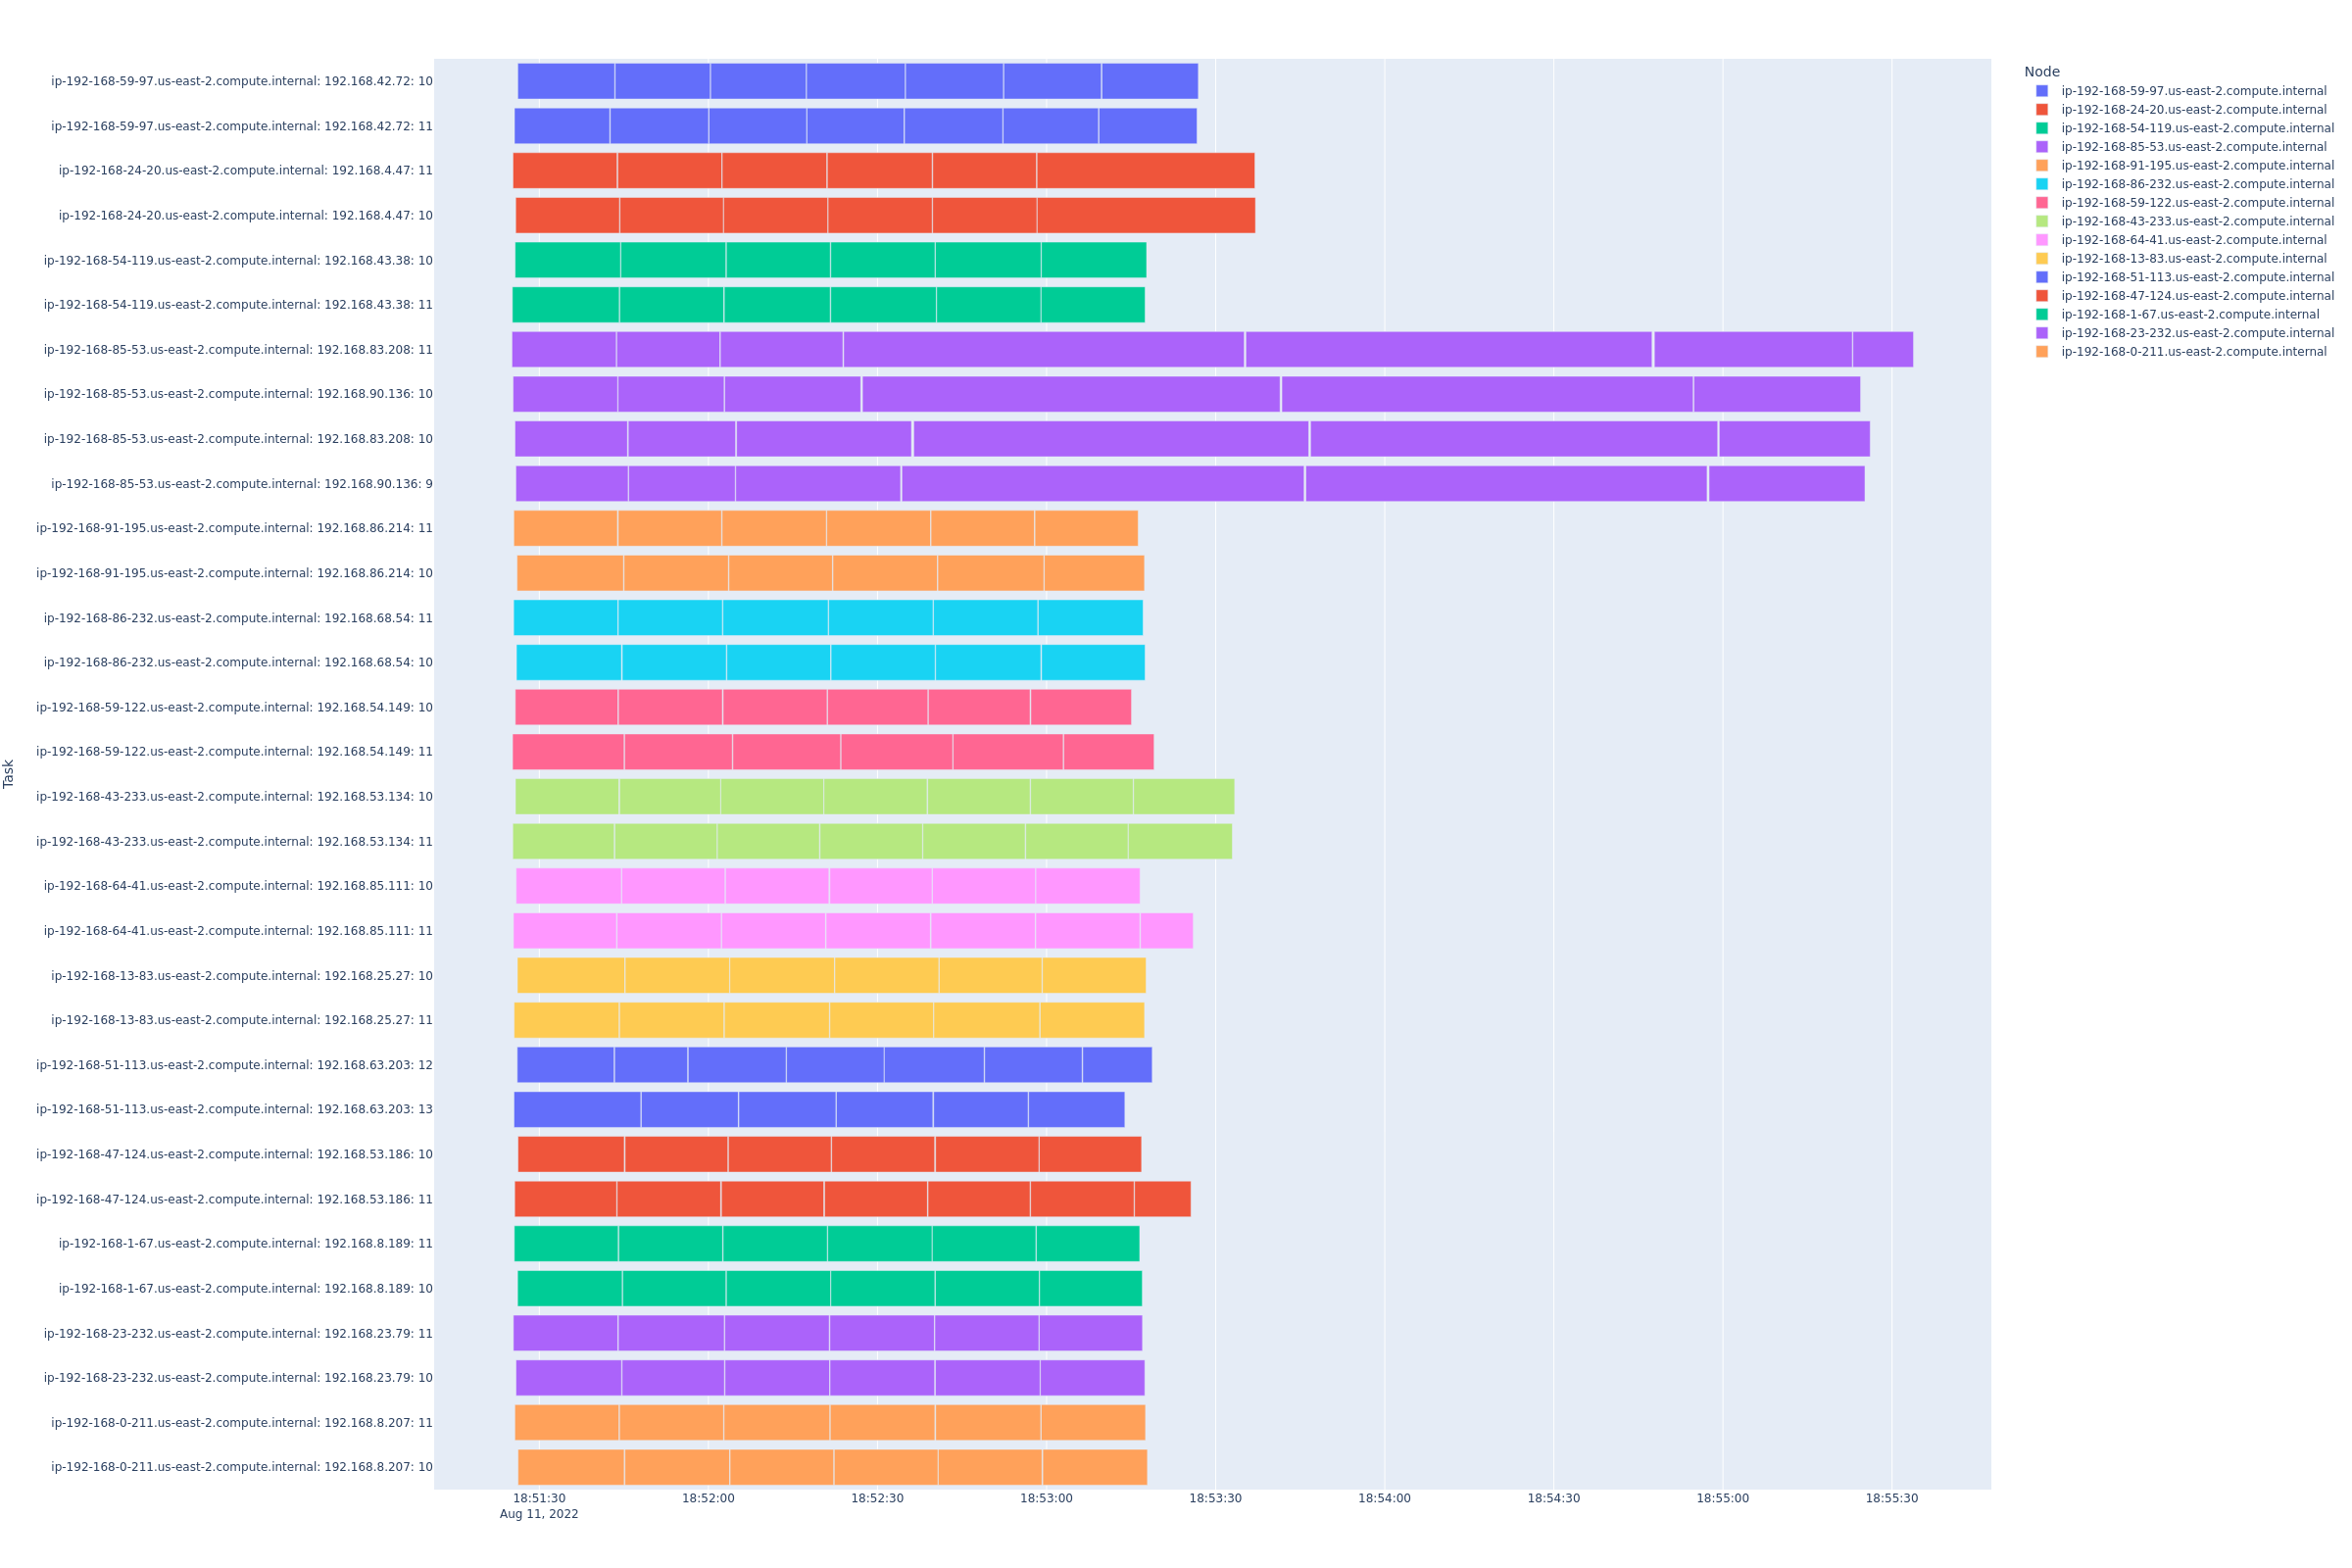 ip-192-168-59-97.us-east-2.compute.internal: 192.168.42.72: 10
ip-192-168-59-97.us-east-2.compute.internal: 192.168.42.72: 11
ip-192-168-24-20.us-east-2.compute.internal: 192.168.4.47: 11
ip-192-168-24-20.us-east-2.compute.internal: 192.168.4.47: 10
ip-192-168-54-119.us-east-2.compute.internal: 192.168.43.38: 10
ip-192-168-54-119.us-east-2.compute.internal: 192.168.43.38: 11
ip-192-168-85-53.us-east-2.compute.internal: 192.168.83.208: 11
ip-192-168-85-53.us-east-2.compute.internal: 192.168.90.136: 10
ip-192-168-85-53.us-east-2.compute.internal: 192.168.83.208: 10
ip-192-168-85-53.us-east-2.compute.internal: 192.168.90.136: 9
ip-192-168-91-195.us-east-2.compute.internal: 192.168.86.214: 11
ip-192-168-91-195.us-east-2.compute.internal: 192.168.86.214: 10
ip-192-168-86-232.us-east-2.compute.internal: 192.168.68.54: 11
ip-192-168-86-232.us-east-2.compute.internal: 192.168.68.54: 10
ip-192-168-59-122.us-east-2.compute.internal: 192.168.54.149: 10
ip-192-168-59-122.us-east-2.compute.internal: 192.168.54.149: 11
ip-192-168-43-233.us-east-2.compute.internal: 192.168.53.134: 10
ip-192-168-43-233.us-east-2.compute.internal: 192.168.53.134: 11
ip-192-168-64-41.us-east-2.compute.internal: 192.168.85.111: 10
ip-192-168-64-41.us-east-2.compute.internal: 192.168.85.111: 11
ip-192-168-13-83.us-east-2.compute.internal: 192.168.25.27: 10
ip-192-168-13-83.us-east-2.compute.internal: 192.168.25.27: 11
ip-192-168-51-113.us-east-2.compute.internal: 192.168.63.203: 12
ip-192-168-51-113.us-east-2.compute.internal: 192.168.63.203: 13
ip-192-168-47-124.us-east-2.compute.internal: 192.168.53.186: 10
ip-192-168-47-124.us-east-2.compute.internal: 192.168.53.186: 11
ip-192-168-1-67.us-east-2.compute.internal: 192.168.8.189: 11
ip-192-168-1-67.us-east-2.compute.internal: 192.168.8.189: 10
ip-192-168-23-232.us-east-2.compute.internal: 192.168.23.79: 11
ip-192-168-23-232.us-east-2.compute.internal: 192.168.23.79: 10
ip-192-168-0-211.us-east-2.compute.internal: 192.168.8.207: 11
ip-192-168-0-211.us-east-2.compute.internal: 192.168.8.207: 10
Task
18:51:30 18:52:00 18:52:30 18:53:00 18:53:30 18:54:00 18:54:30 18:55:00 18:55:30
Aug 11, 2022
Node
ip-192-168-59-97.us-east-2.compute.internal
ip-192-168-24-20.us-east-2.compute.internal
ip-192-168-54-119.us-east-2.compute.internal
ip-192-168-85-53.us-east-2.compute.internal
ip-192-168-91-195.us-east-2.compute.internal
ip-192-168-86-232.us-east-2.compute.internal
ip-192-168-59-122.us-east-2.compute.internal
ip-192-168-43-233.us-east-2.compute.internal
ip-192-168-64-41.us-east-2.compute.internal
ip-192-168-13-83.us-east-2.compute.internal
ip-192-168-51-113.us-east-2.compute.internal
ip-192-168-47-124.us-east-2.compute.internal
ip-192-168-1-67.us-east-2.compute.internal
ip-192-168-23-232.us-east-2.compute.internal
ip-192-168-0-211.us-east-2.compute.internal